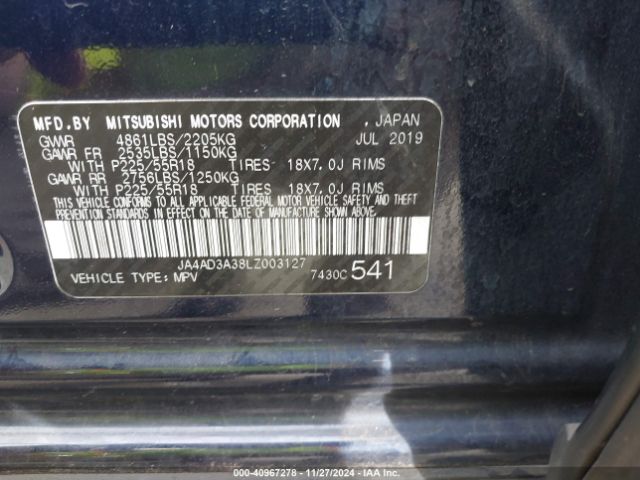 MFD.BY MITSUBISHI MOTORS CORPORATION , JAPAN
GVWR 4861LBS/2205KG JUL 2019
GAWR FR 2535LBS/1150KG
WITH P225/55R18 TIRES 18X7.0J RIMS
GAWR RR 2756LBS/1250KG
WITH P225/55R18 TIRES 18X7.0J RIMS
THIS VEHICLE CONFORMS TO ALL APPLICABLE FEDERAL MOTOR VEHICLE SAFETY AND THEFT
PREVENTION STANDARDS IN EFFECT ON THE DATE OF MANUFACTURE SHOWN ABOVE.
JA4AD3A38LZ003127
VEHICLE TYPE: MPV 7430C 541
000-40967278 - 11/27/2024 - IAA Inc.